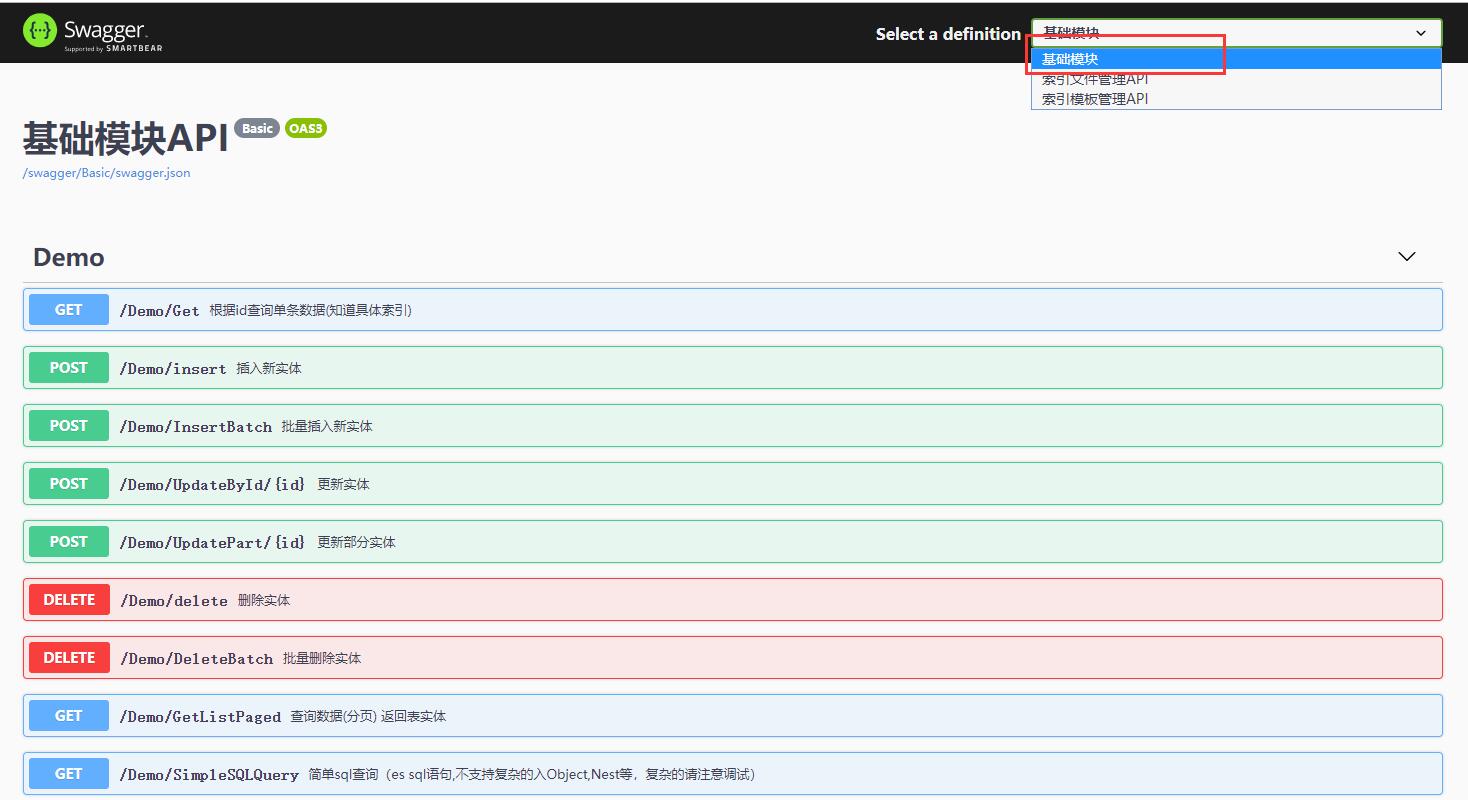 Swagger.
Supported by SMARTBEAR
Select a definition
基础模块
基础模块
索引文件管理API
索引模板管理API
基础模块API Basic OAS3
/swagger/Basic/swagger.json
Demo
GET /Demo/Get 根据id查询单条数据(知道具体索引)
POST /Demo/insert 插入新实体
POST /Demo/InsertBatch 批量插入新实体
POST /Demo/UpdateById/{id} 更新实体
POST /Demo/UpdatePart/{id} 更新部分实体
DELETE /Demo/delete 删除实体
DELETE /Demo/DeleteBatch 批量删除实体
GET /Demo/GetListPaged 查询数据(分页) 返回表实体
GET /Demo/SimpleSQLQuery 简单sql查询（es sql语句,不支持复杂的入Object,Nest等，复杂的请注意调试）